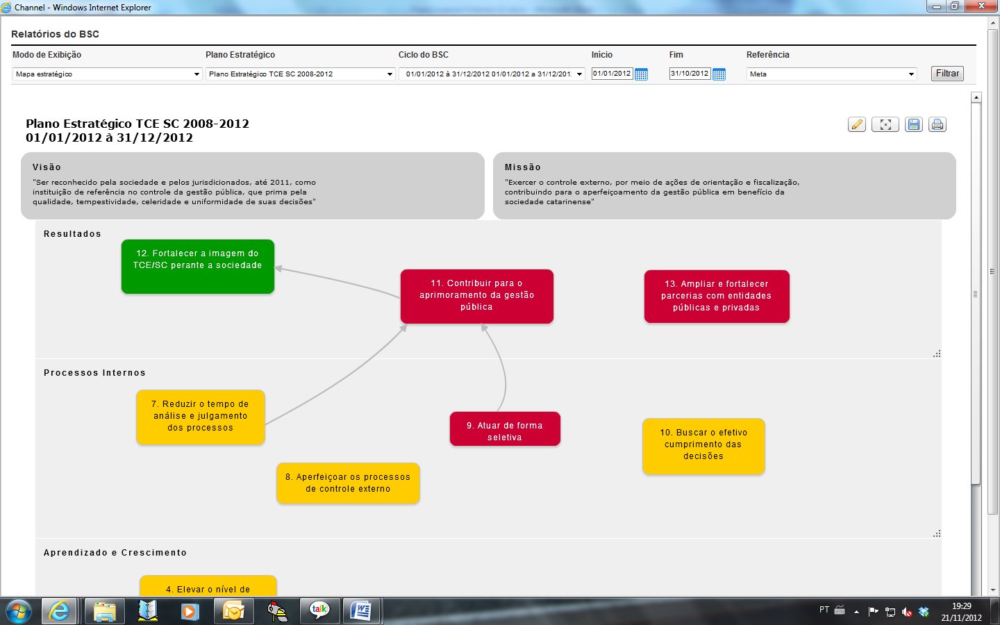 Channel - Windows Internet Explorer
Relatórios do BSC
Modo de Exibição
Plano Estratégico
Ciclo do BSC
Início
Fim
Referência
Mapa estratégico
Plano Estratégico TCE SC 2008-2012
01/01/2012 à 31/12/2012 01/01/2012 a 31/12/201
01/01/2012
31/10/2012
Meta
Filtrar
Plano Estratégico TCE SC 2008-2012
01/01/2012 à 31/12/2012
Visão
"Ser reconhecido pela sociedade e pelos jurisdicionados, até 2011, como
instituição de referência no controle da gestão pública, que prima pela
qualidade, tempestividade, celeridade e uniformidade de suas decisões"
Missão
"Exercer o controle externo, por meio de ações de orientação e fiscalização,
contribuindo para o aperfeiçoamento da gestão pública em benefício da
sociedade catarinense"
Resultados
12. Fortalecer a imagem do
TCE/SC perante a sociedade
11. Contribuir para o
aprimoramento da gestão
pública
13. Ampliar e fortalecer
parcerias com entidades
públicas e privadas
Processos Internos
7. Reduzir o tempo de
análise e julgamento
dos processos
9. Atuar de forma
seletiva
10. Buscar o efetivo
cumprimento das
decisões
8. Aperfeiçoar os processos
de controle externo
Aprendizado e Crescimento
4. Elevar o nível de
talk
PT
19:29
21/11/2012